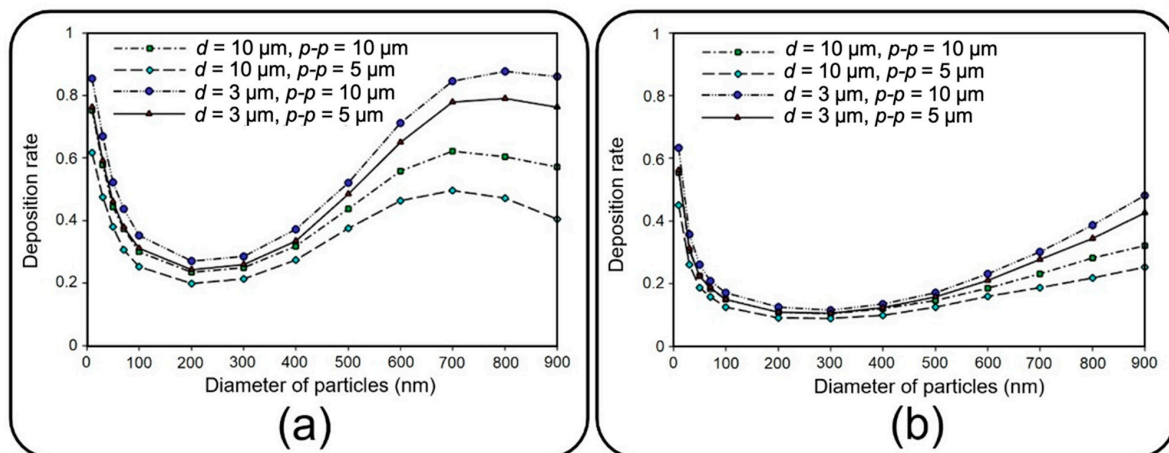 1
0.8
0.6
0.4
0.2
0
Deposition rate
d = 10 µm, p-p = 10 µm
d = 10 µm, p-p = 5 µm
d = 3 µm, p-p = 10 µm
d = 3 µm, p-p = 5 µm
0 100 200 300 400 500 600 700 800 900
Diameter of particles (nm)
(a)
1
0.8
0.6
0.4
0.2
0
Deposition rate
d = 10 µm, p-p = 10 µm
d = 10 µm, p-p = 5 µm
d = 3 µm, p-p = 10 µm
d = 3 µm, p-p = 5 µm
0 100 200 300 400 500 600 700 800 900
Diameter of particles (nm)
(b)